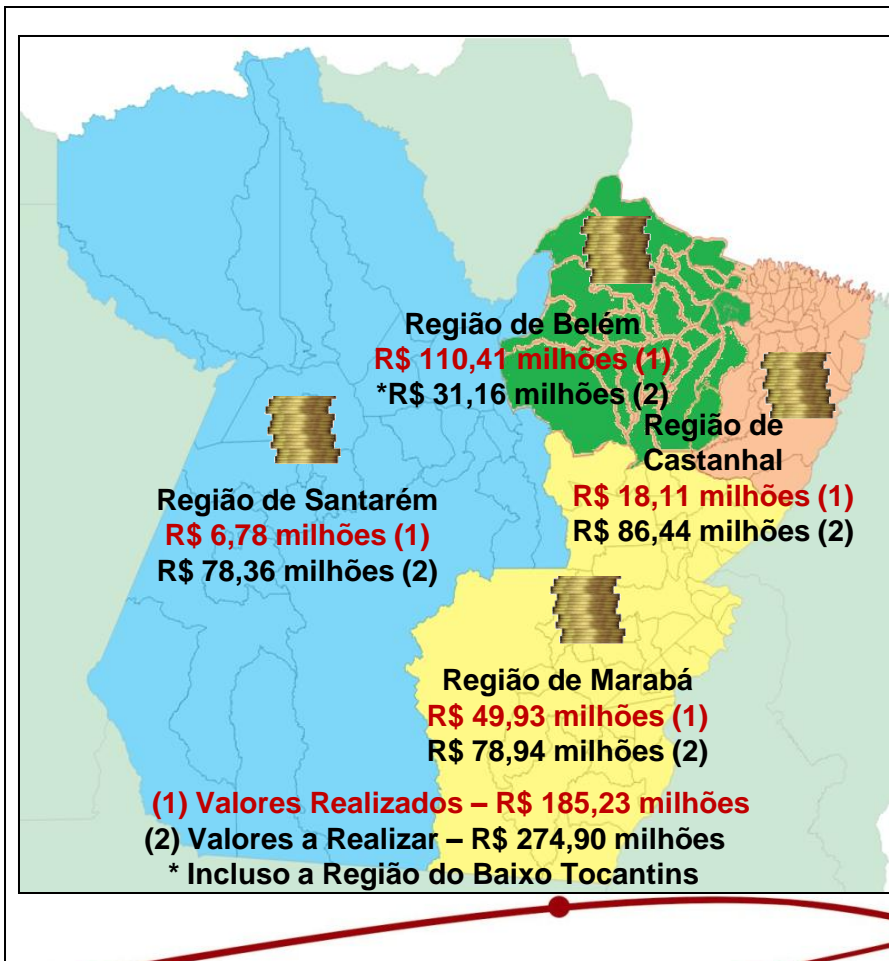 Região de Belém
R$ 110,41 milhões (1)
*R$ 31,16 milhões (2)
Região de
Castanhal
R$ 18,11 milhões (1)
R$ 86,44 milhões (2)
Região de Santarém
R$ 6,78 milhões (1)
R$ 78,36 milhões (2)
Região de Marabá
R$ 49,93 milhões (1)
R$ 78,94 milhões (2)
(1) Valores Realizados – R$ 185,23 milhões
(2) Valores a Realizar – R$ 274,90 milhões
* Incluso a Região do Baixo Tocantins